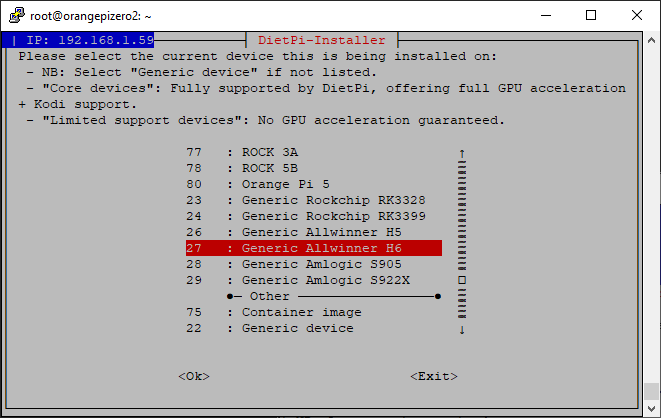 root@orangepizero2: ~
| IP: 192.168.1.59
DietPi-Installer
Please select the current device this is being installed on:
- NB: Select "Generic device" if not listed.
- "Core devices": Fully supported by DietPi, offering full GPU acceleration
+ Kodi support.
- "Limited support devices": No GPU acceleration guaranteed.
77 : ROCK 3A
78 : ROCK 5B
80 : Orange Pi 5
23 : Generic Rockchip RK3328
24 : Generic Rockchip RK3399
26 : Generic Allwinner H5
27 : Generic Allwinner H6
28 : Generic Amlogic S905
29 : Generic Amlogic S922X
●─ Other ─────────────────●
75 : Container image
22 : Generic device
<Ok> <Exit>